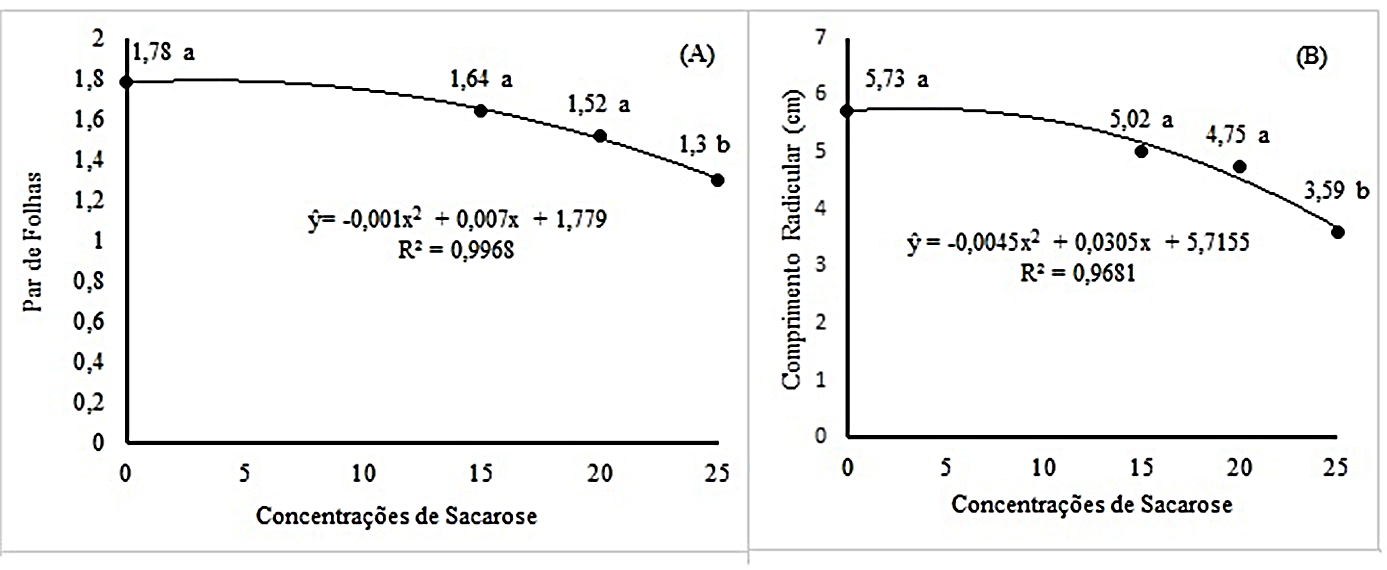 (A)
Par de Folhas
2
1,8
1,6
1,4
1,2
1
0,8
0,6
0,4
0,2
0
1,78 a
1,64 a
1,52 a
1,3 b
ŷ= -0,001x² + 0,007x + 1,779
R² = 0,9968
0 5 10 15 20 25
Concentrações de Sacarose
(B)
Comprimento Radicular (cm)
7
6
5
4
3
2
1
0
5,73 a
5,02 a
4,75 a
3,59 b
ŷ = -0,0045x² + 0,0305x + 5,7155
R² = 0,9681
0 5 10 15 20 25
Concentrações de Sacarose